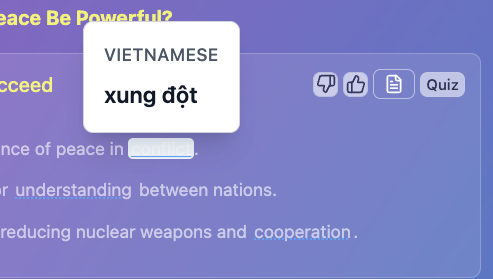 eace Be Powerful?
VIETNAMESE
xung đột
cceed
Quiz
nce of peace in conflict.
or understanding between nations.
reducing nuclear weapons and cooperation.